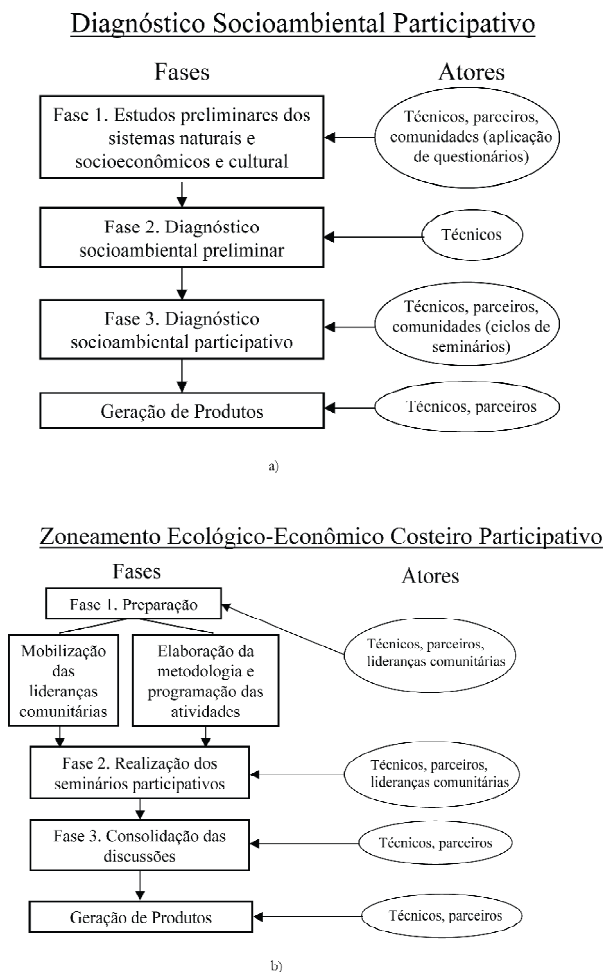 Diagnóstico Socioambiental Participativo
Fases
Atores
Fase 1. Estudos preliminares dos
sistemas naturais e
socioeconômicos e cultural
Técnicos, parceiros,
comunidades (aplicação
de questionários)
Fase 2. Diagnóstico
socioambiental preliminar
Técnicos
Fase 3. Diagnóstico
socioambiental participativo
Técnicos, parceiros,
comunidades (ciclos de
seminários)
Geração de Produtos
Técnicos, parceiros
a)
Zoneamento Ecológico-Econômico Costeiro Participativo
Fases
Atores
Fase 1. Preparação
Técnicos, parceiros,
lideranças comunitárias
Mobilização
das
lideranças
comunitárias
Elaboração da
metodologia e
programação das
atividades
Fase 2. Realização dos
seminários participativos
Técnicos, parceiros,
lideranças comunitárias
Fase 3. Consolidação das
discussões
Técnicos, parceiros
Geração de Produtos
Técnicos, parceiros
b)